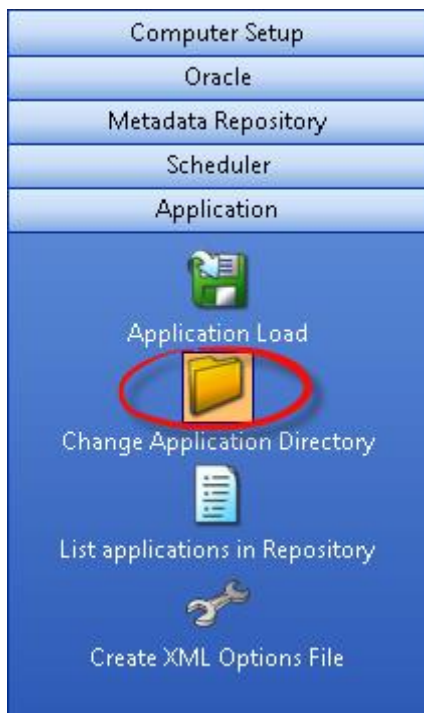 Computer Setup
Oracle
Metadata Repository
Scheduler
Application
Application Load
Change Application Directory
List applications in Repository
Create XML Options File